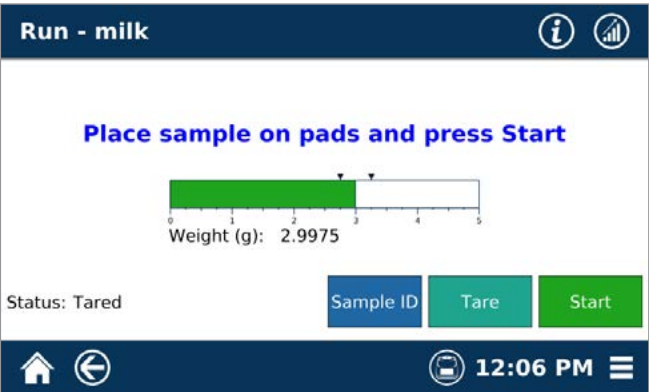 Run - milk
Place sample on pads and press Start
0 1 2 3 4 5
Weight (g): 2.9975
Status: Tared
Sample ID
Tare
Start
12:06 PM